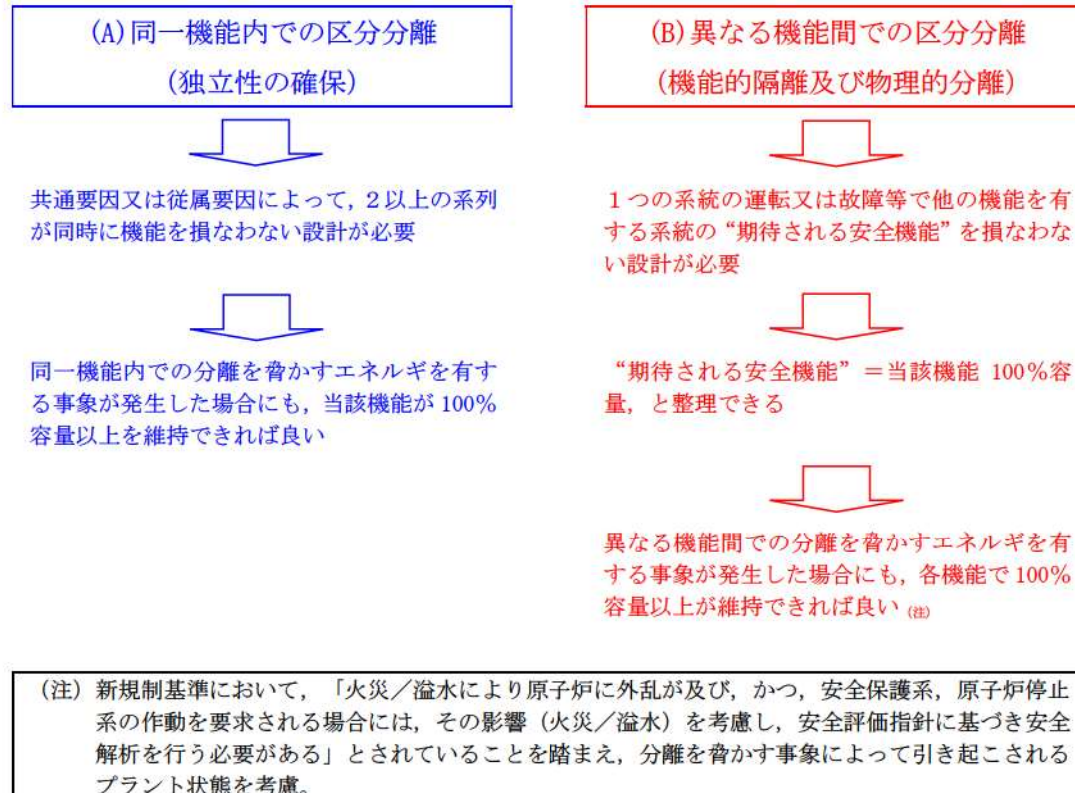 (A)同一機能内での区分分離
(独立性の確保)
共通要因又は従属要因によって，２以上の系列
が同時に機能を損なわない設計が必要
同一機能内での分離を脅かすエネルギを有す
る事象が発生した場合にも，当該機能が 100%
容量以上を維持できれば良い
(B)異なる機能間での区分分離
(機能的隔離及び物理的分離)
１つの系統の運転又は故障等で他の機能を有
する系統の“期待される安全機能”を損なわな
い設計が必要
“期待される安全機能”＝当該機能 100%容
量，と整理できる
異なる機能間での分離を脅かすエネルギを有
する事象が発生した場合にも，各機能で 100%
容量以上が維持できれば良い (注)
(注) 新規制基準において，「火災／溢水により原子炉に外乱が及び，かつ，安全保護系，原子炉停止
系の作動を要求される場合には，その影響（火災／溢水）を考慮し，安全評価指針に基づき安全
解析を行う必要がある」とされていることを踏まえ，分離を脅かす事象によって引き起こされる
プラント状態を考慮。